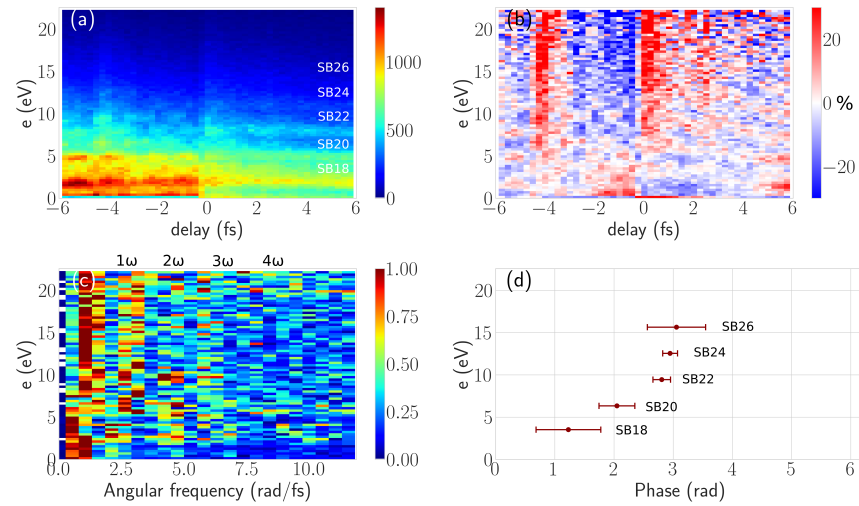 (a)
e (eV)
20
15
10
5
0
SB26
SB24
SB22
SB20
SB18
−6
−4
−2
0
2
4
6
delay (fs)
1000
500
0
(b)
e (eV)
20
15
10
5
0
−6
−4
−2
0
2
4
6
delay (fs)
20
0 %
−20
1ω 2ω 3ω 4ω
(c)
e (eV)
20
15
10
5
0
0.0
2.5
5.0
7.5
10.0
Angular frequency (rad/fs)
1.00
0.75
0.50
0.25
0.00
(d)
e (eV)
20
15
10
5
0
SB26
SB24
SB22
SB20
SB18
0
1
2
3
4
5
6
Phase (rad)